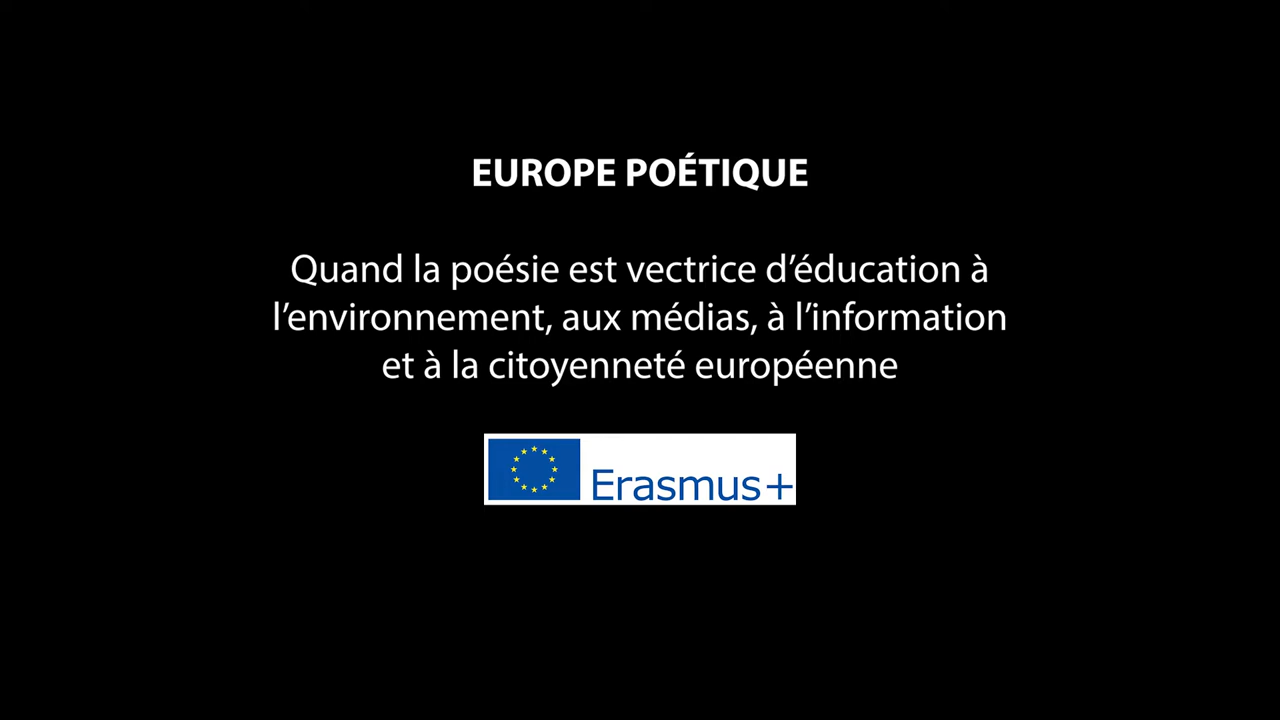 EUROPE POÉTIQUE
Quand la poésie est vectrice d’éducation à
l’environnement, aux médias, à l’information
et à la citoyenneté européenne
Erasmus+